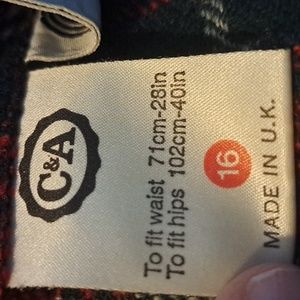 C&A
To fit waist 71cm-28in
To fit hips 102cm-40in
16
MADE IN U.K.